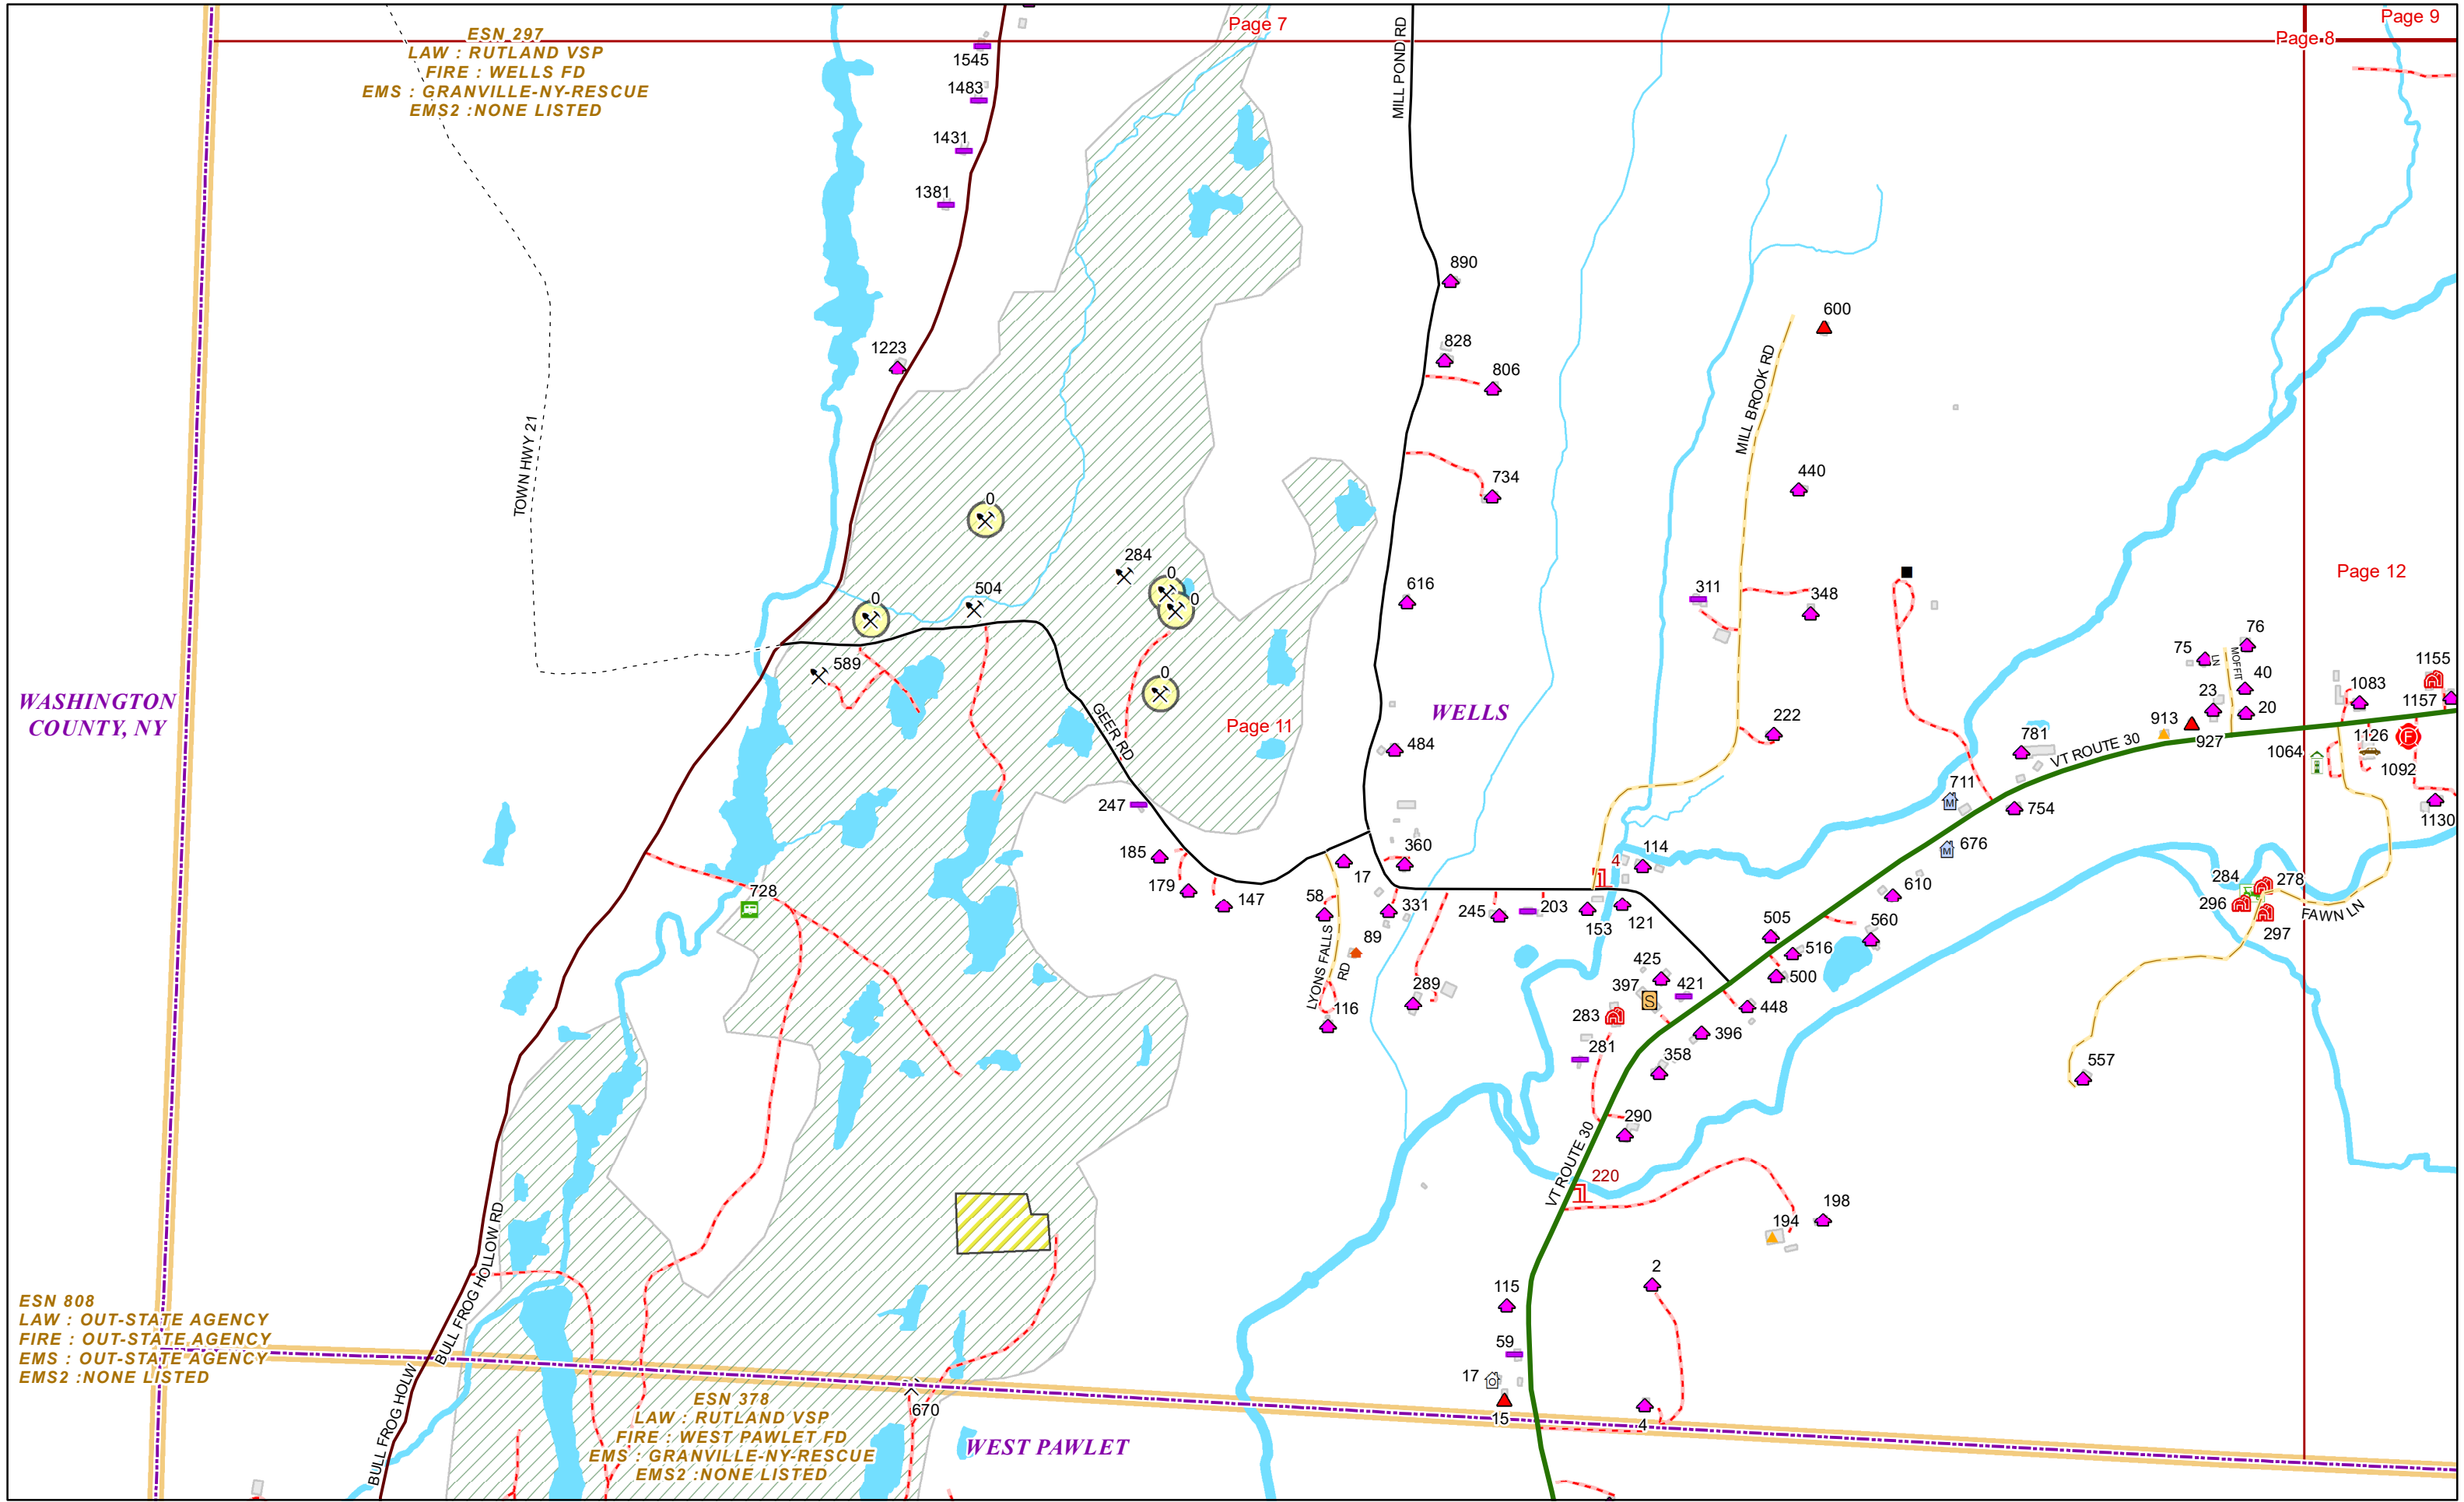 Page 7
Page 8
Page 9
ESN 297
LAW : RUTLAND VSP
FIRE : WELLS FD
EMS : GRANVILLE-NY-RESCUE
EMS2 :NONE LISTED
1545
1483
1431
1381
MILL POND RD
890
600
1223
828
806
MILL BROOK RD
TOWN HWY 21
440
734
0
284
0
0
0
504
616
311
348
Page 12
589
76
75
LN
MOFFIT
1155
0
40
1083
23
1157
20
WASHINGTON
COUNTY, NY
GEER RD
Page 11
WELLS
222
913
927
VT ROUTE 30
781
1126
484
1064
1092
711
754
247
1130
185
360
4
114
676
179
17
728
147
58
331
245
203
153
121
610
284
278
296
297
FAWN LN
LYONS FALLS
RD
89
505
560
516
500
425
397
421
289
116
283
448
396
281
358
557
290
VT ROUTE 30
220
198
194
BULL FROG HOLLOW RD
2
115
ESN 808
LAW : OUT-STATE AGENCY
FIRE : OUT-STATE AGENCY
EMS : OUT-STATE AGENCY
EMS2 :NONE LISTED
59
17
15
4
BULL FROG HOLW
ESN 378
LAW : RUTLAND VSP
FIRE : WEST PAWLET FD
EMS : GRANVILLE-NY-RESCUE
EMS2 :NONE LISTED
670
WEST PAWLET
M
M
S
F
O